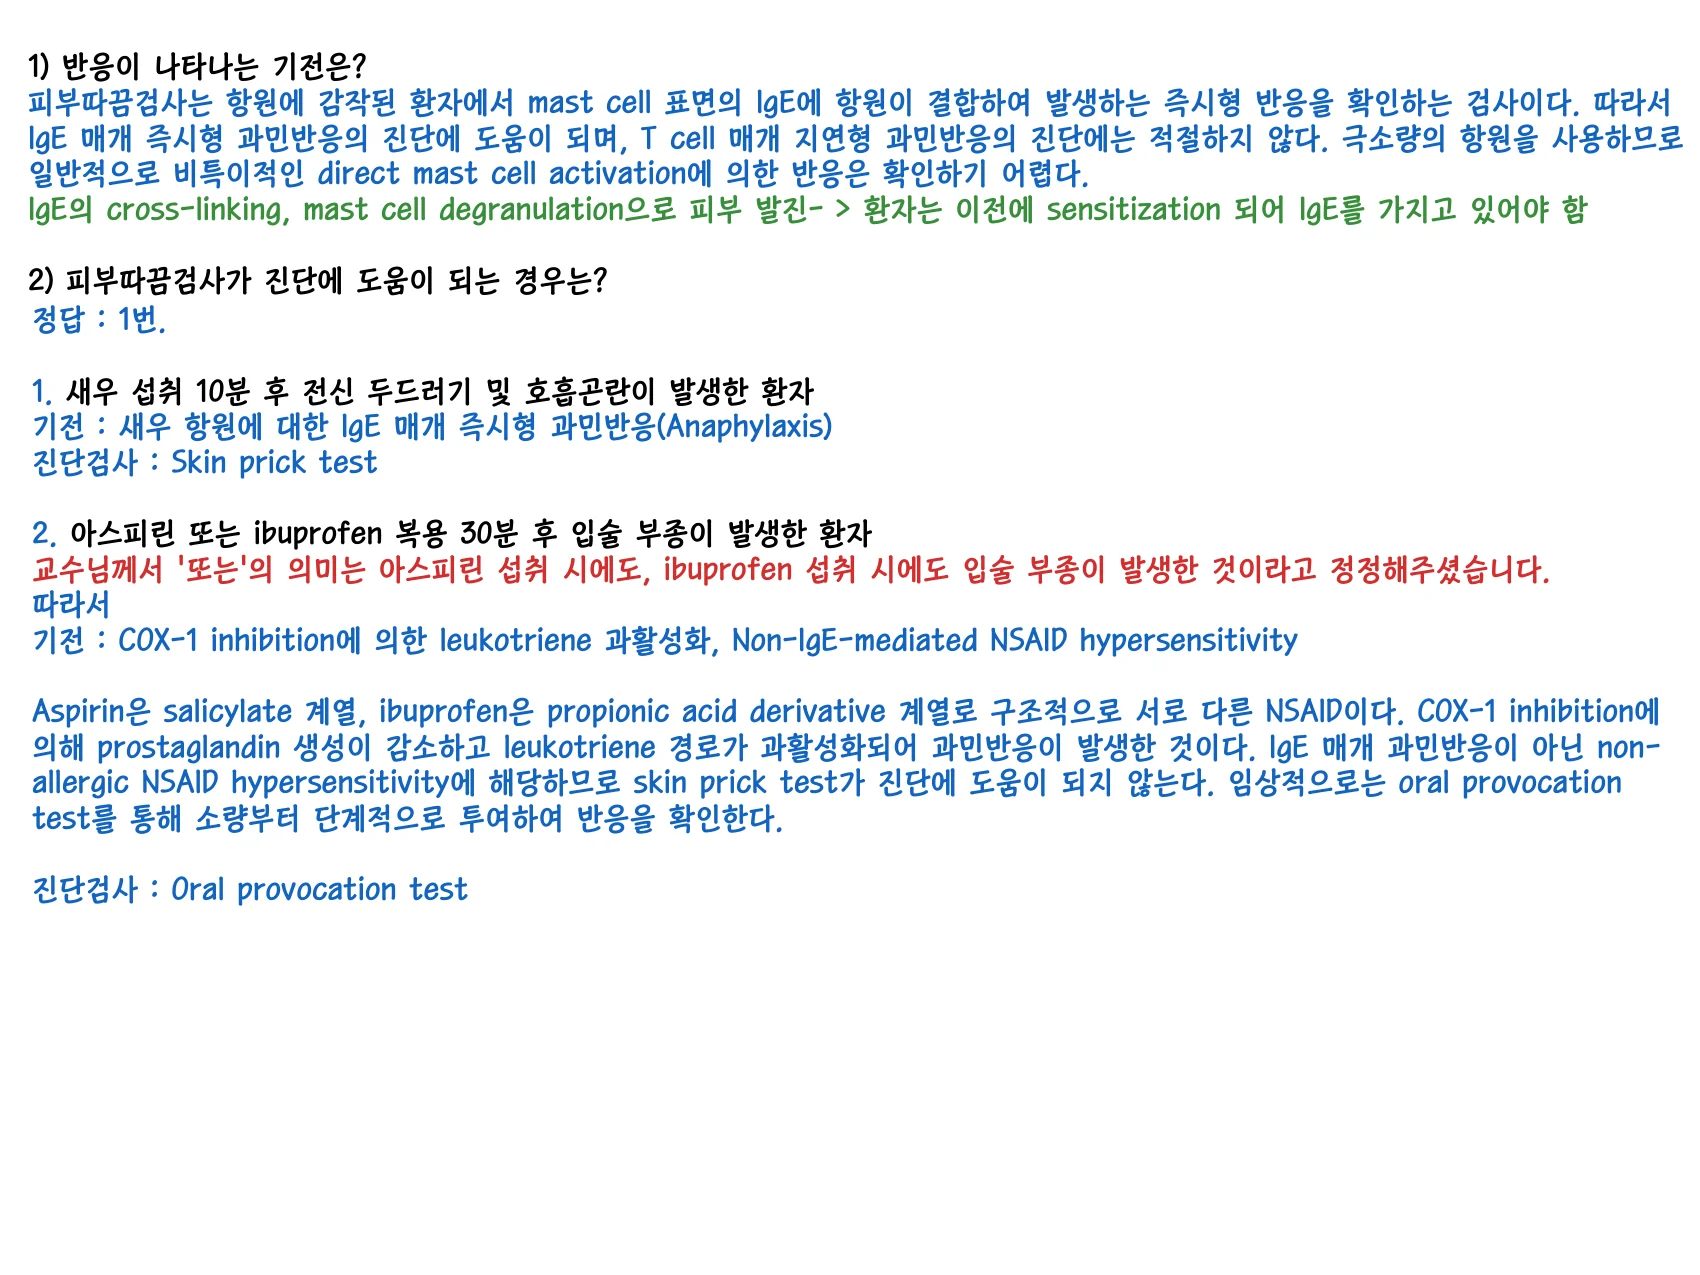 1) 반응이 나타나는 기전은?
피부따끔검사는 항원에 감작된 환자에서 mast cell 표면의 IgE에 항원이 결합하여 발생하는 즉시형 반응을 확인하는 검사이다. 따라서
IgE 매개 즉시형 과민반응의 진단에 도움이 되며, T cell 매개 지연형 과민반응의 진단에는 적절하지 않다. 극소량의 항원을 사용하므로
일반적으로 비특이적인 direct mast cell activation에 의한 반응은 확인하기 어렵다.
IgE의 cross-linking, mast cell degranulation으로 피부 발진- > 환자는 이전에 sensitization 되어 IgE를 가지고 있어야 함
2) 피부따끔검사가 진단에 도움이 되는 경우는?
정답 : 1번.
1. 새우 섭취 10분 후 전신 두드러기 및 호흡곤란이 발생한 환자
기전 : 새우 항원에 대한 IgE 매개 즉시형 과민반응(Anaphylaxis)
진단검사 : Skin prick test
2. 아스피린 또는 ibuprofen 복용 30분 후 입술 부종이 발생한 환자
교수님께서 '또는'의 의미는 아스피린 섭취 시에도, ibuprofen 섭취 시에도 입술 부종이 발생한 것이라고 정정해주셨습니다.
따라서
기전 : COX-1 inhibition에 의한 leukotriene 과활성화, Non-IgE-mediated NSAID hypersensitivity
Aspirin은 salicylate 계열, ibuprofen은 propionic acid derivative 계열로 구조적으로 서로 다른 NSAID이다. COX-1 inhibition에
의해 prostaglandin 생성이 감소하고 leukotriene 경로가 과활성화되어 과민반응이 발생한 것이다. IgE 매개 과민반응이 아닌 non-
allergic NSAID hypersensitivity에 해당하므로 skin prick test가 진단에 도움이 되지 않는다. 임상적으로는 oral provocation
test를 통해 소량부터 단계적으로 투여하여 반응을 확인한다.
진단검사 : Oral provocation test